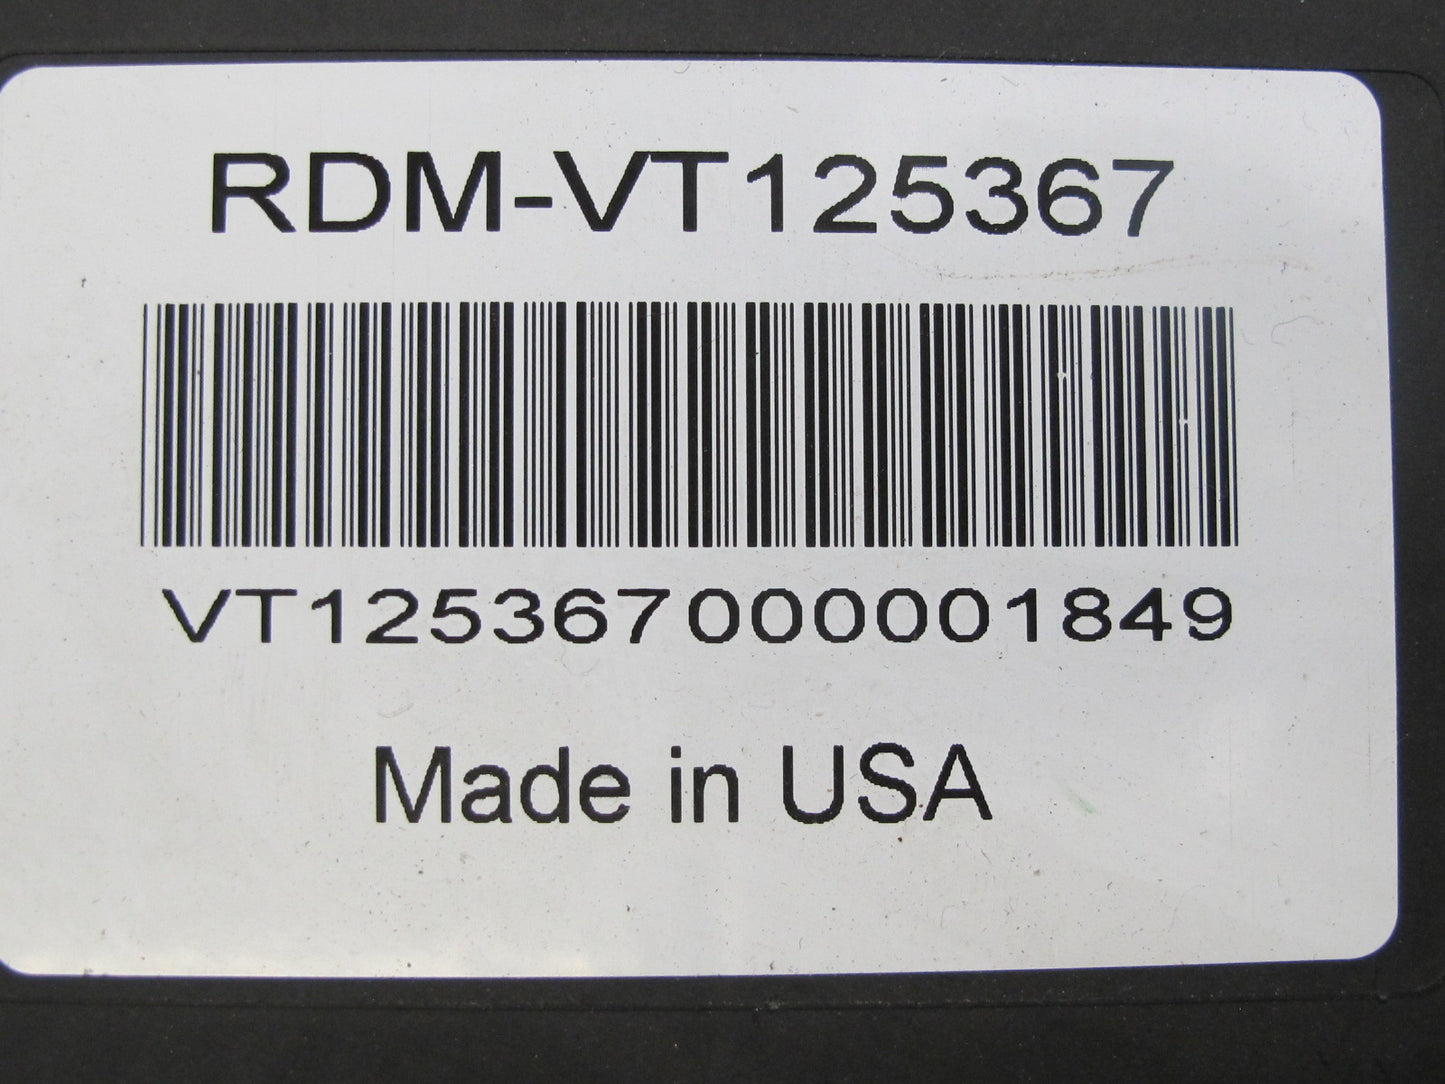 RDM-VT125367
VT125367000001849
Made in USA